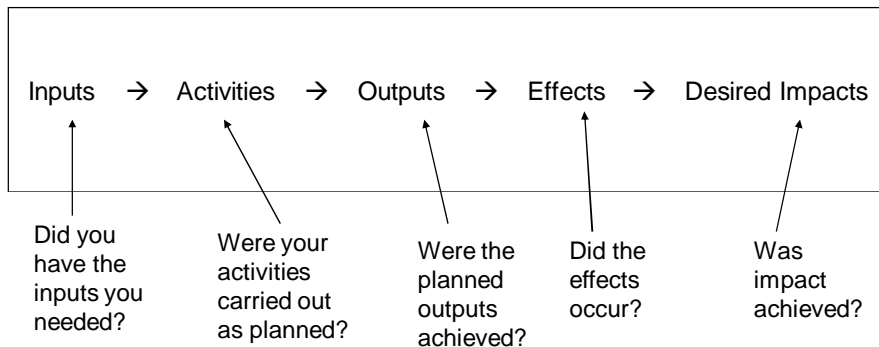 Inputs → Activities → Outputs → Effects → Desired Impacts
Did you
have the
inputs you
needed?
Were your
activities
carried out
as planned?
Were the
planned
outputs
achieved?
Did the
effects
occur?
Was
impact
achieved?